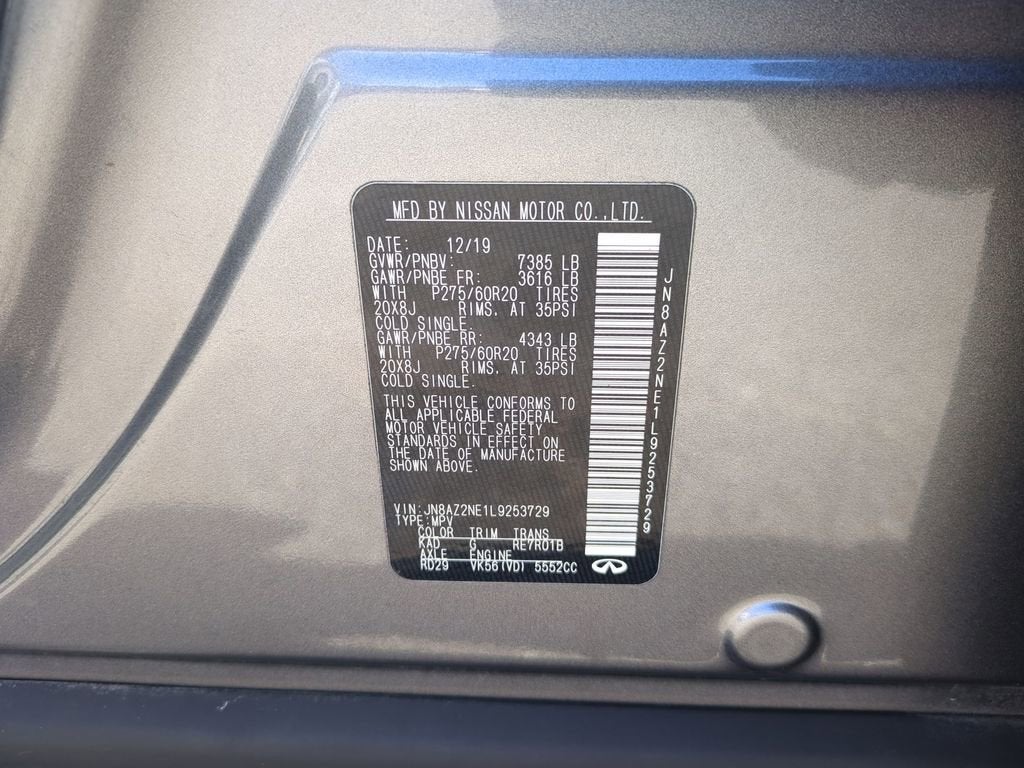 MFD BY NISSAN MOTOR CO.,LTD.
DATE: 12/19
GVWR/PNBV: 7385 LB
GAWR/PNBE FR: 3616 LB
WITH P275/60R20 TIRES
20X8J RIMS, AT 35PSI
COLD SINGLE.
GAWR/PNBE RR: 4343 LB
WITH P275/60R20 TIRES
20X8J RIMS, AT 35PSI
COLD SINGLE.
THIS VEHICLE CONFORMS TO
ALL APPLICABLE FEDERAL
MOTOR VEHICLE SAFETY
STANDARDS IN EFFECT ON
THE DATE OF MANUFACTURE
SHOWN ABOVE.
VIN:JN8AZ2NE1L9253729
TYPE:MPV
COLOR TRIM TRANS
KAD G RE7R01B
AXLE ENGINE
RD29 VK56(VD) 5552CC
JN8AZ2NE1L9253729